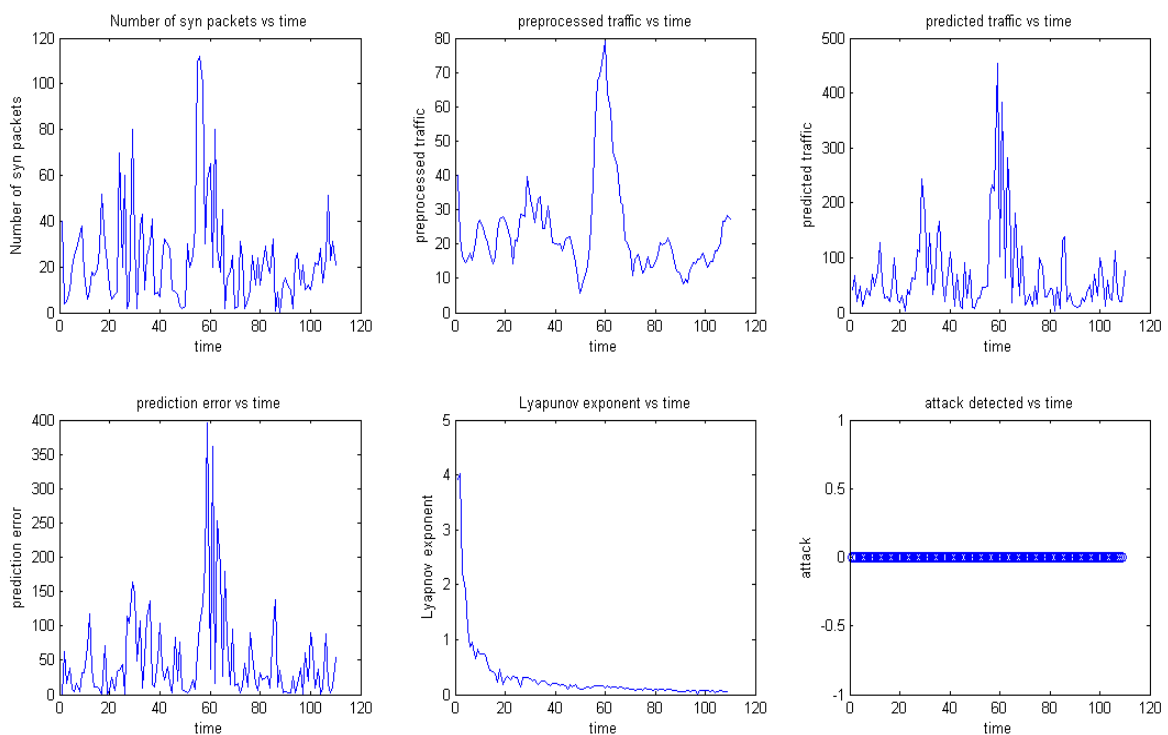 Number of syn packets vs time
120
100
80
60
40
20
0
Number of syn packets
0 20 40 60 80 100 120
time
preprocessed traffic vs time
80
70
60
50
40
30
20
10
0
preprocessed traffic
0 20 40 60 80 100 120
time
predicted traffic vs time
500
400
300
200
100
0
predicted traffic
0 20 40 60 80 100 120
time
prediction error vs time
400
350
300
250
200
150
100
50
0
prediction error
0 20 40 60 80 100 120
time
Lyapunov exponent vs time
5
4
3
2
1
0
Lyapnov exponent
0 20 40 60 80 100 120
time
attack detected vs time
1
0.5
0
-0.5
-1
attack
0 20 40 60 80 100 120
time